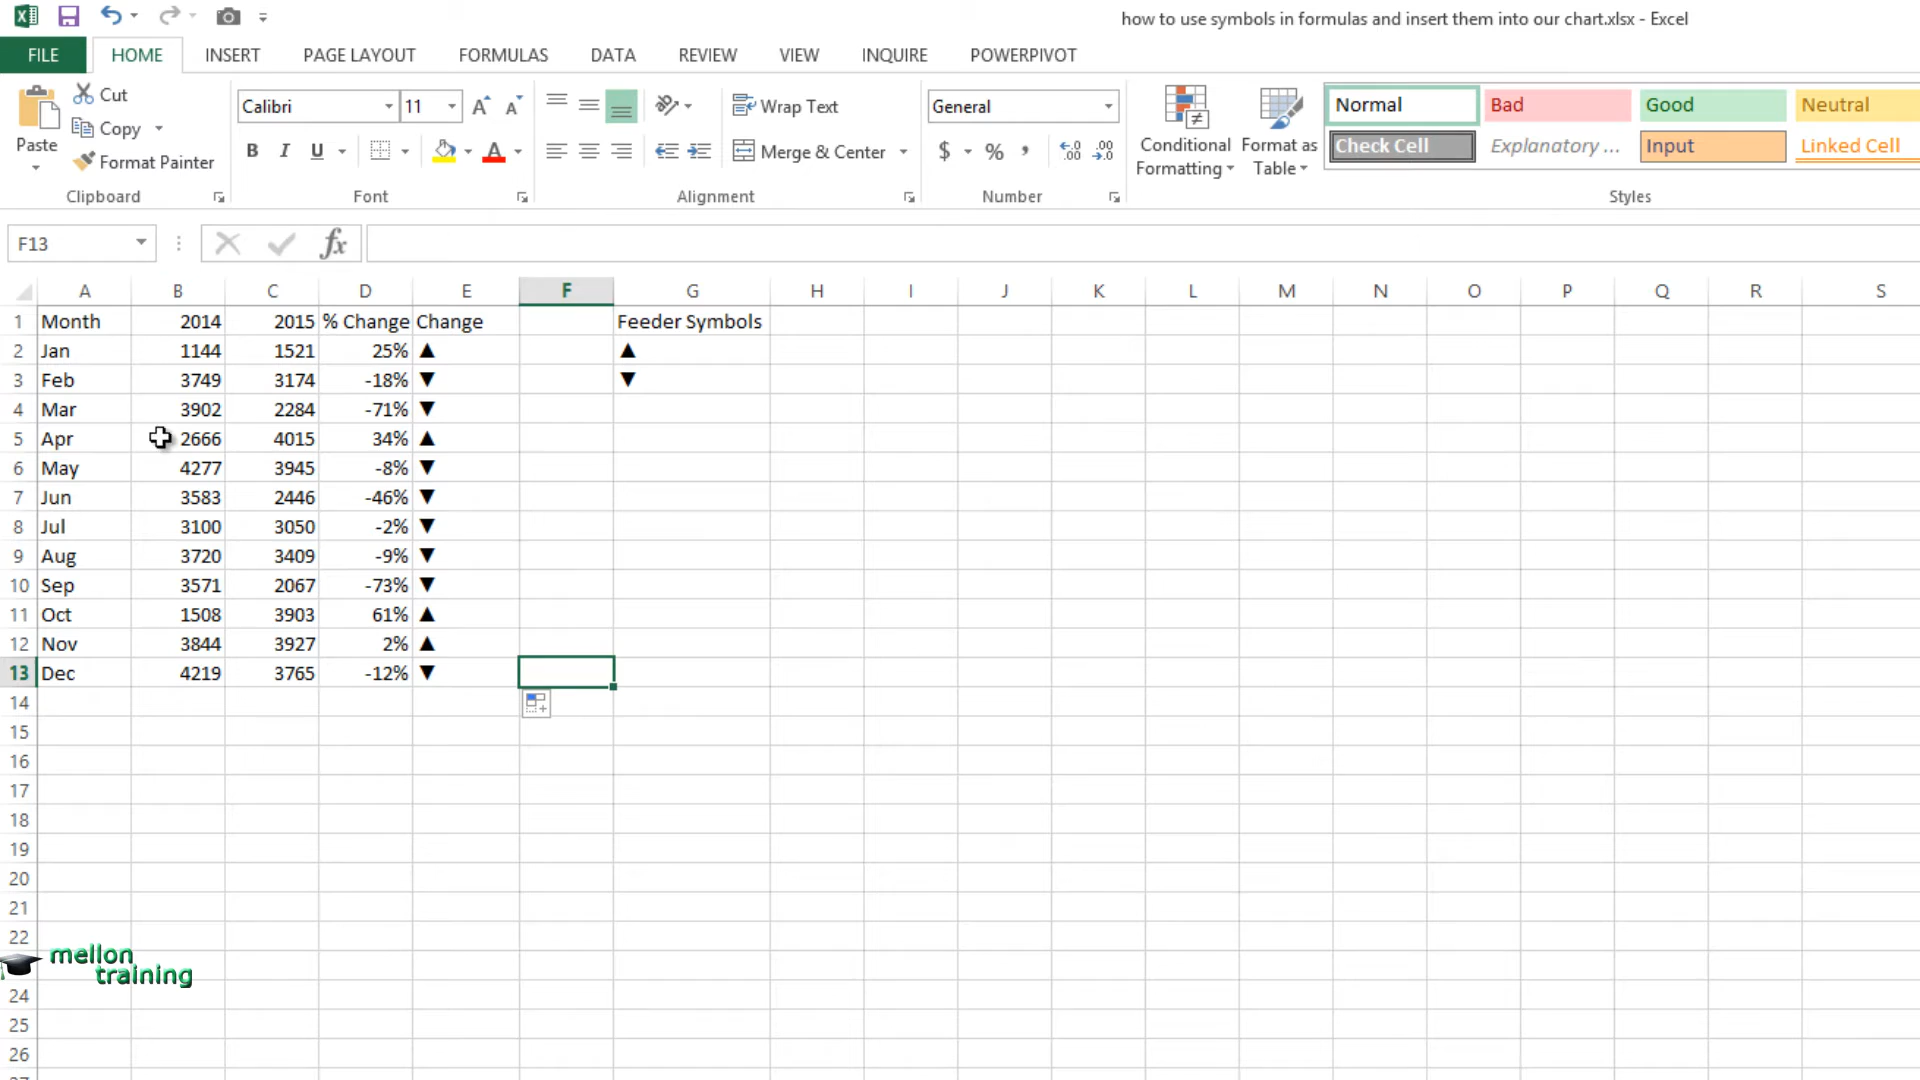 how to use symbols in formulas and insert them into our chart.xlsx - Excel
FILE HOME INSERT PAGE LAYOUT FORMULAS DATA REVIEW VIEW INQUIRE POWERPIVOT
Paste
Cut
Copy
Format Painter
Clipboard
Calibri 11
B I U
Font
Wrap Text
Merge & Center
Alignment
General
$ % ,
Number
Conditional Formatting
Format as Table
Normal Bad Good Neutral
Check Cell Explanatory ... Input Linked Cell
Styles
F13 fx
A B C D E F G H I J K L M N O P Q R S
1 Month 2014 2015 % Change Change Feeder Symbols
2 Jan 1144 1521 25% ▲ ▲
3 Feb 3749 3174 -18% ▼ ▼
4 Mar 3902 2284 -71% ▼
5 Apr 2666 4015 34% ▲
6 May 4277 3945 -8% ▼
7 Jun 3583 2446 -46% ▼
8 Jul 3100 3050 -2% ▼
9 Aug 3720 3409 -9% ▼
10 Sep 3571 2067 -73% ▼
11 Oct 1508 3903 61% ▲
12 Nov 3844 3927 2% ▲
13 Dec 4219 3765 -12% ▼
14
15
16
17
18
19
20
21
22
mellon
training
24
25
26